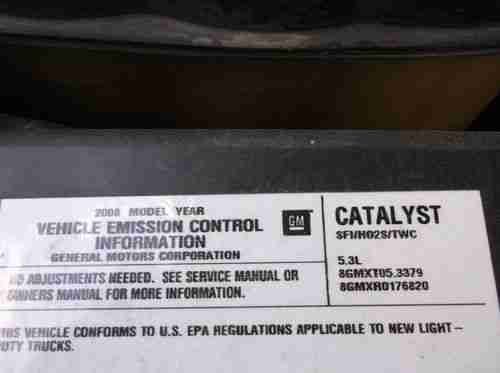 2008 MODEL YEAR
VEHICLE EMISSION CONTROL
INFORMATION
GENERAL MOTORS CORPORATION
GM
CATALYST
SFI/HO2S/TWC
5.3L
8GMXT05.3379
8GMXR0176820
NO ADJUSTMENTS NEEDED. SEE SERVICE MANUAL OR
OWNERS MANUAL FOR MORE INFORMATION.
THIS VEHICLE CONFORMS TO U.S. EPA REGULATIONS APPLICABLE TO NEW LIGHT-
DUTY TRUCKS.